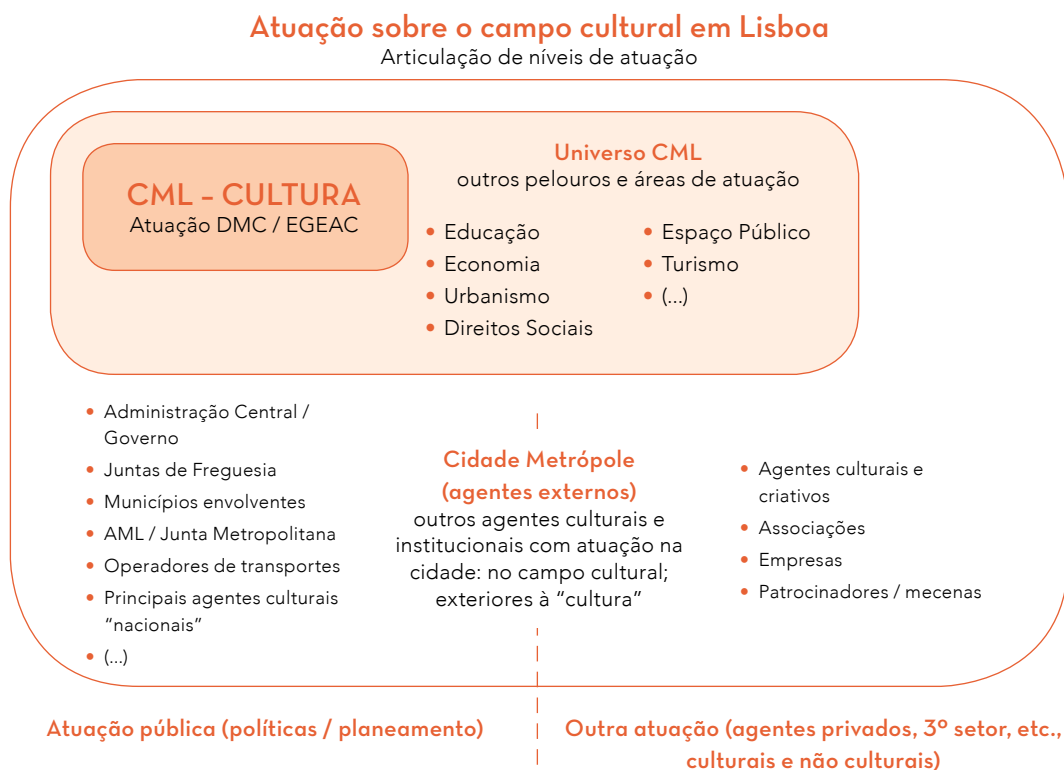 Atuação sobre o campo cultural em Lisboa
Articulação de níveis de atuação
CML – CULTURA
Atuação DMC / EGEAC
Universo CML
outros pelouros e áreas de atuação
• Educação
• Economia
• Urbanismo
• Direitos Sociais
• Espaço Público
• Turismo
• (...)
• Administração Central /
Governo
• Juntas de Freguesia
• Municípios envolventes
• AML / Junta Metropolitana
• Operadores de transportes
• Principais agentes culturais
“nacionais”
• (...)
Cidade Metrópole
(agentes externos)
outros agentes culturais e
institucionais com atuação na
cidade: no campo cultural;
exteriores à “cultura”
• Agentes culturais e
criativos
• Associações
• Empresas
• Patrocinadores / mecenas
Atuação pública (políticas / planeamento)
Outra atuação (agentes privados, 3º setor, etc.,
culturais e não culturais)